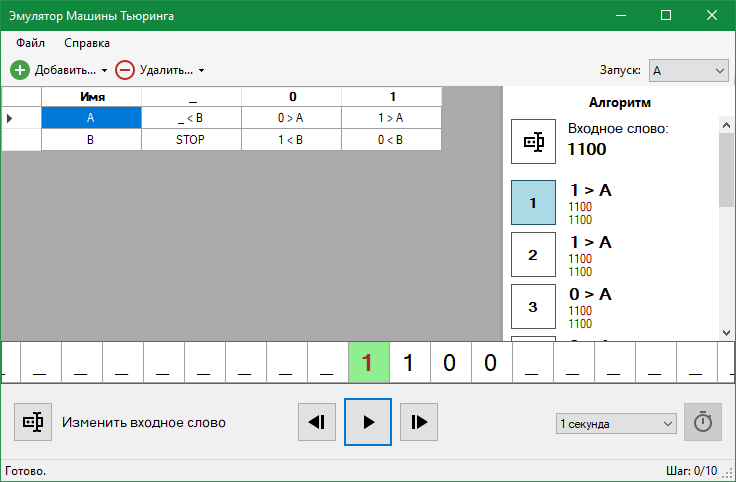 Эмулятор Машины Тьюринга
Файл Справка
Добавить... Удалить... Запуск: A
Имя _ 0 1
A _ < B 0 > A 1 > A
B STOP 1 < B 0 < B
Алгоритм
Входное слово:
1100
1 1 > A
1100
1100
2 1 > A
1100
1100
3 0 > A
1100
1100
_ _ _ _ _ _ _ _ _ 1 1 0 0 _ _ _ _ _ _
Изменить входное слово 1 секунда
Готово. Шаг: 0/10